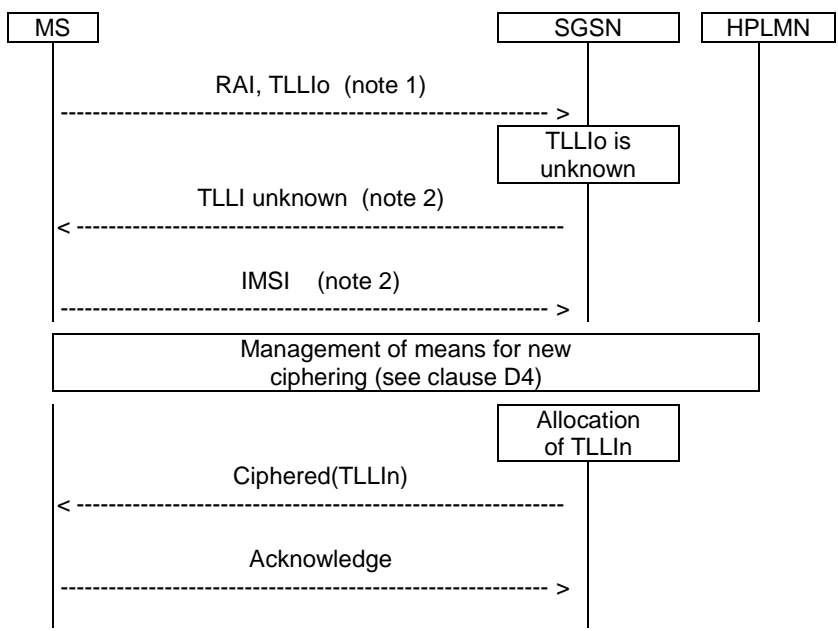 MS
SGSN
HPLMN
RAI, TLLIo (note 1)
TLLIo is
unknown
TLLI unknown (note 2)
IMSI (note 2)
Management of means for new
ciphering (see clause D4)
Allocation
of TLLIn
Ciphered(TLLIn)
Acknowledge